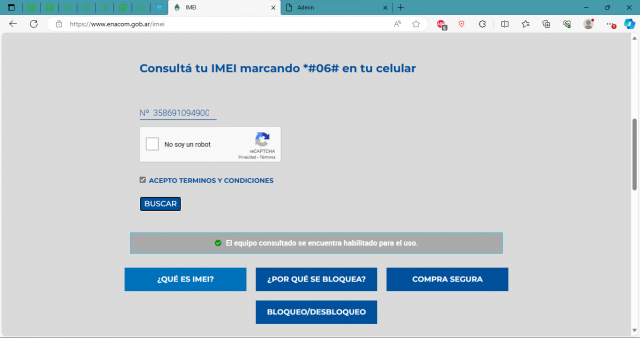 IMEI
Admin
https://www.enacom.gob.ar/imei
Consultá tu IMEI marcando *#06# en tu celular
Nº 358691094900
No soy un robot
reCAPTCHA
Privacidad - Términos
ACEPTO TERMINOS Y CONDICIONES
BUSCAR
El equipo consultado se encuentra habilitado para el uso.
¿QUÉ ES IMEI?
¿POR QUÉ SE BLOQUEA?
COMPRA SEGURA
BLOQUEO/DESBLOQUEO